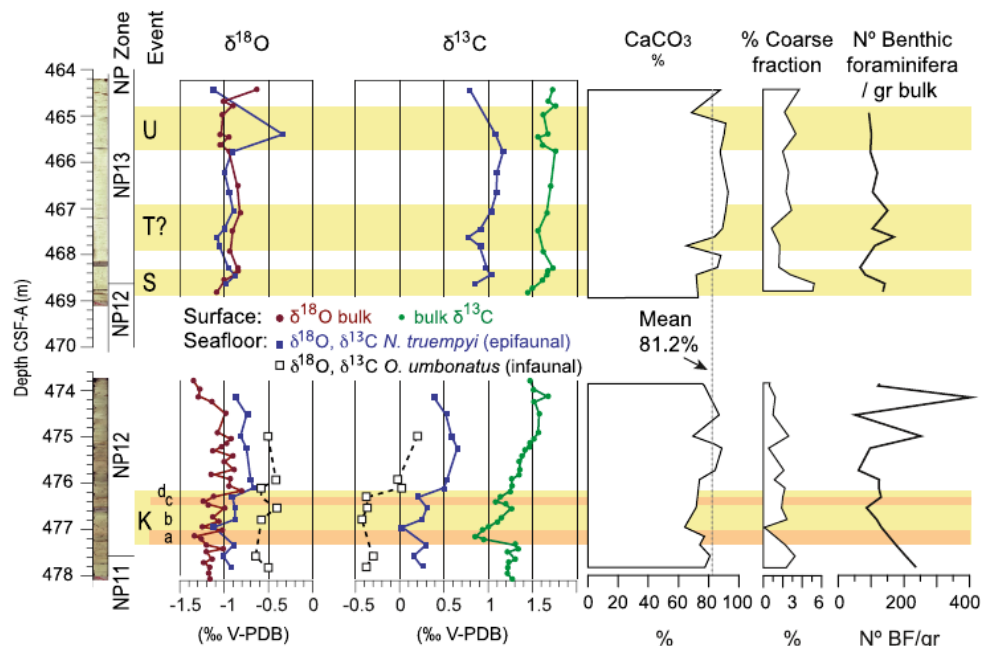 NP Zone
Event
δ18O
δ13C
CaCO3
%
% Coarse
fraction
Nº Benthic
foraminifera
/ gr bulk
Depth CSF-A (m)
464
465
466
467
468
469
470
NP13
NP12
U
T?
S
Surface: δ18O bulk bulk δ13C
Seafloor: δ18O, δ13C N. truempyi (epifaunal)
δ18O, δ13C O. umbonatus (infaunal)
Mean
81.2%
474
475
476
477
478
NP12
NP11
K
d
c
b
a
-1.5 -1 -0.5 0
-0.5 0 0.5 1 1.5
0 20 40 60 80 100
0 3 6
0 200 400
(‰ V-PDB)
(‰ V-PDB)
%
%
Nº BF/gr